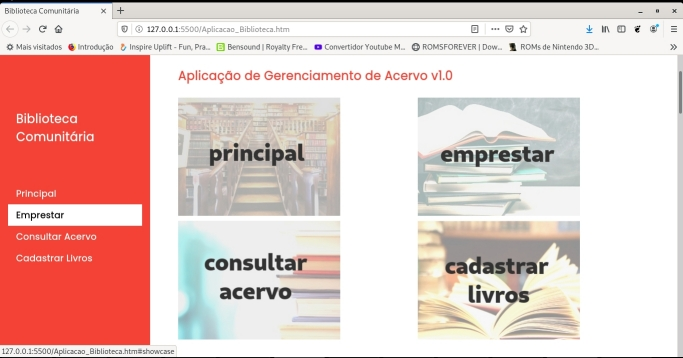 Biblioteca Comunitária
127.0.0.1:5500/Aplicacao_Biblioteca.htm
Mais visitados
Introdução
Inspire Uplift - Fun, Pra...
Bensound | Royalty Fre...
Convertidor Youtube M...
ROMSFOREVER | Dow...
ROMs de Nintendo 3D...
Biblioteca
Comunitária
Principal
Emprestar
Consultar Acervo
Cadastrar Livros
Aplicação de Gerenciamento de Acervo v1.0
principal
emprestar
consultar
acervo
cadastrar
livros
127.0.0.1:5500/Aplicacao_Biblioteca.htm#showcase